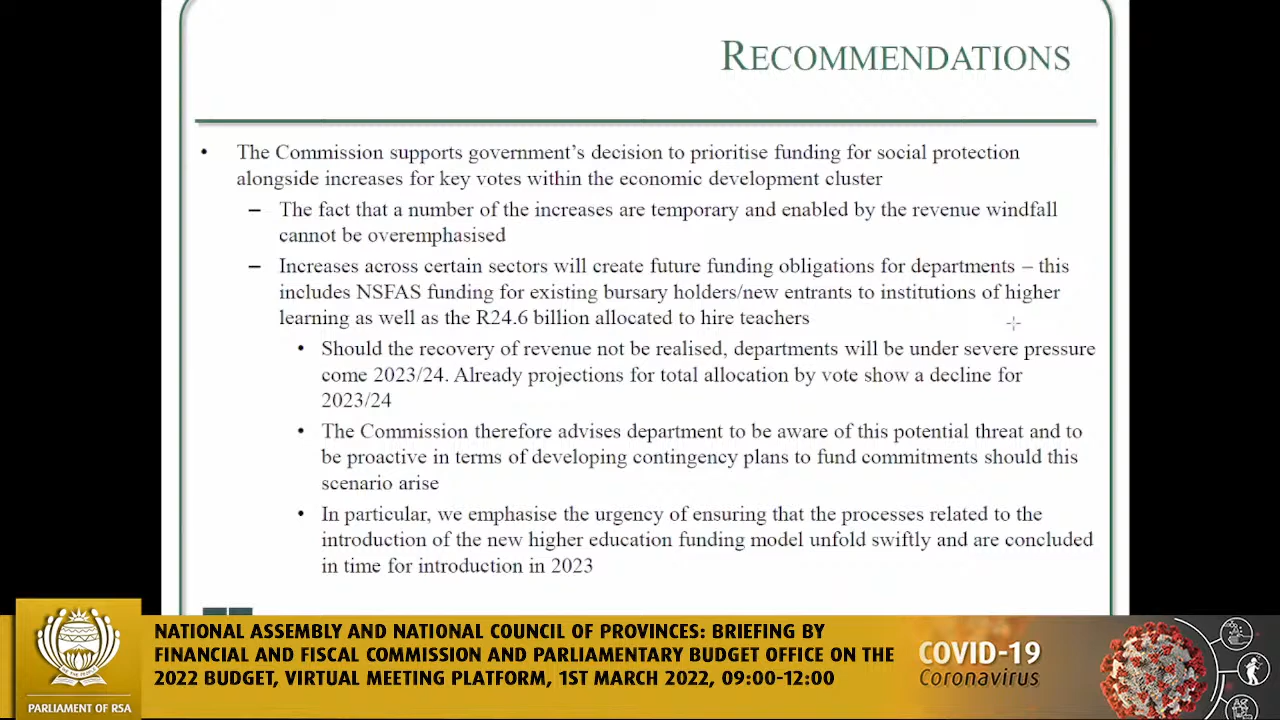 RECOMMENDATIONS
• The Commission supports government's decision to prioritise funding for social protection
alongside increases for key votes within the economic development cluster
– The fact that a number of the increases are temporary and enabled by the revenue windfall
cannot be overemphasised
– Increases across certain sectors will create future funding obligations for departments – this
includes NSFAS funding for existing bursary holders/new entrants to institutions of higher
learning as well as the R24.6 billion allocated to hire teachers
• Should the recovery of revenue not be realised, departments will be under severe pressure
come 2023/24. Already projections for total allocation by vote show a decline for
2023/24
• The Commission therefore advises department to be aware of this potential threat and to
be proactive in terms of developing contingency plans to fund commitments should this
scenario arise
• In particular, we emphasise the urgency of ensuring that the processes related to the
introduction of the new higher education funding model unfold swiftly and are concluded
in time for introduction in 2023
NATIONAL ASSEMBLY AND NATIONAL COUNCIL OF PROVINCES: BRIEFING BY
FINANCIAL AND FISCAL COMMISSION AND PARLIAMENTARY BUDGET OFFICE ON THE
2022 BUDGET, VIRTUAL MEETING PLATFORM, 1ST MARCH 2022, 09:00-12:00
PARLIAMENT OF RSA
COVID-19
Coronavirus